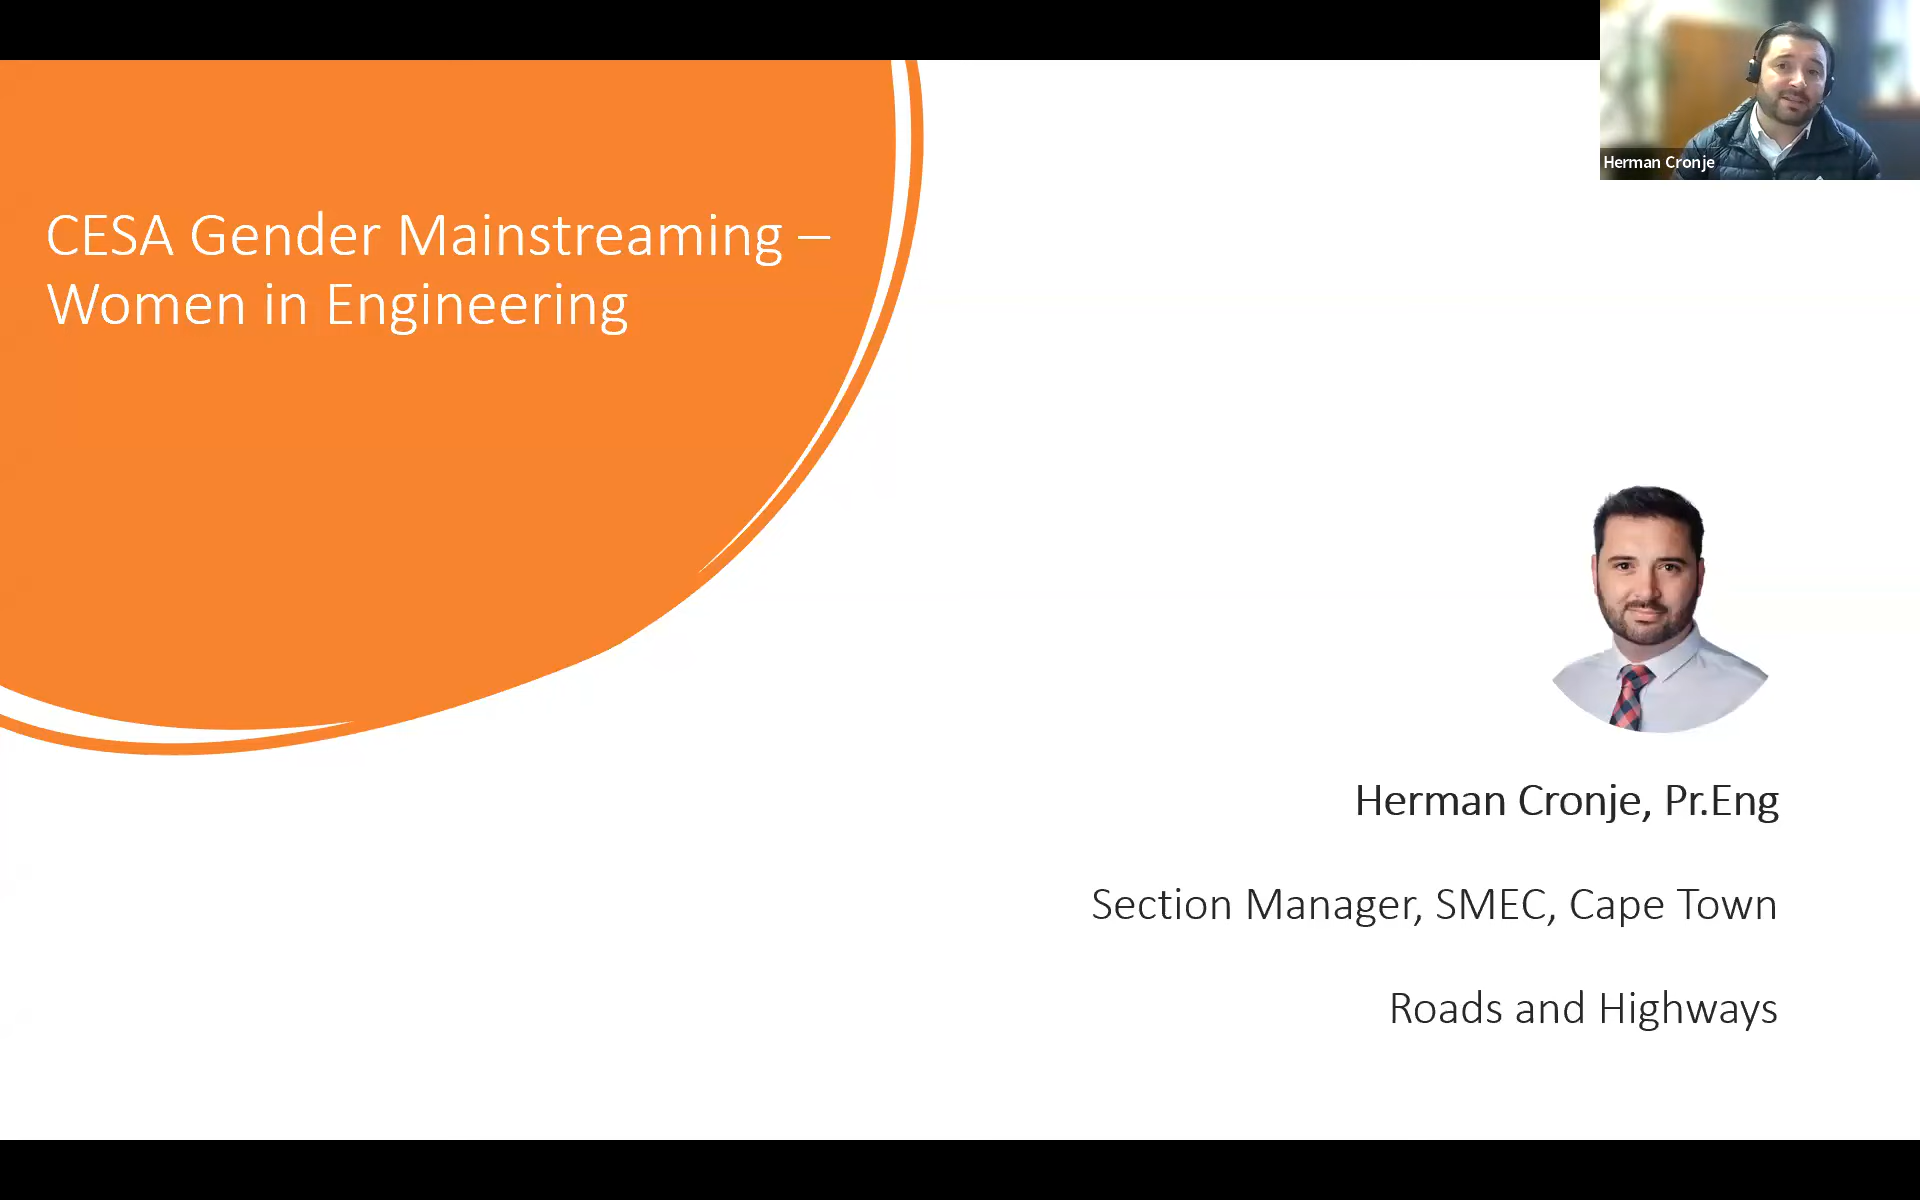 Herman Cronje
CESA Gender Mainstreaming –
Women in Engineering
Herman Cronje, Pr.Eng
Section Manager, SMEC, Cape Town
Roads and Highways